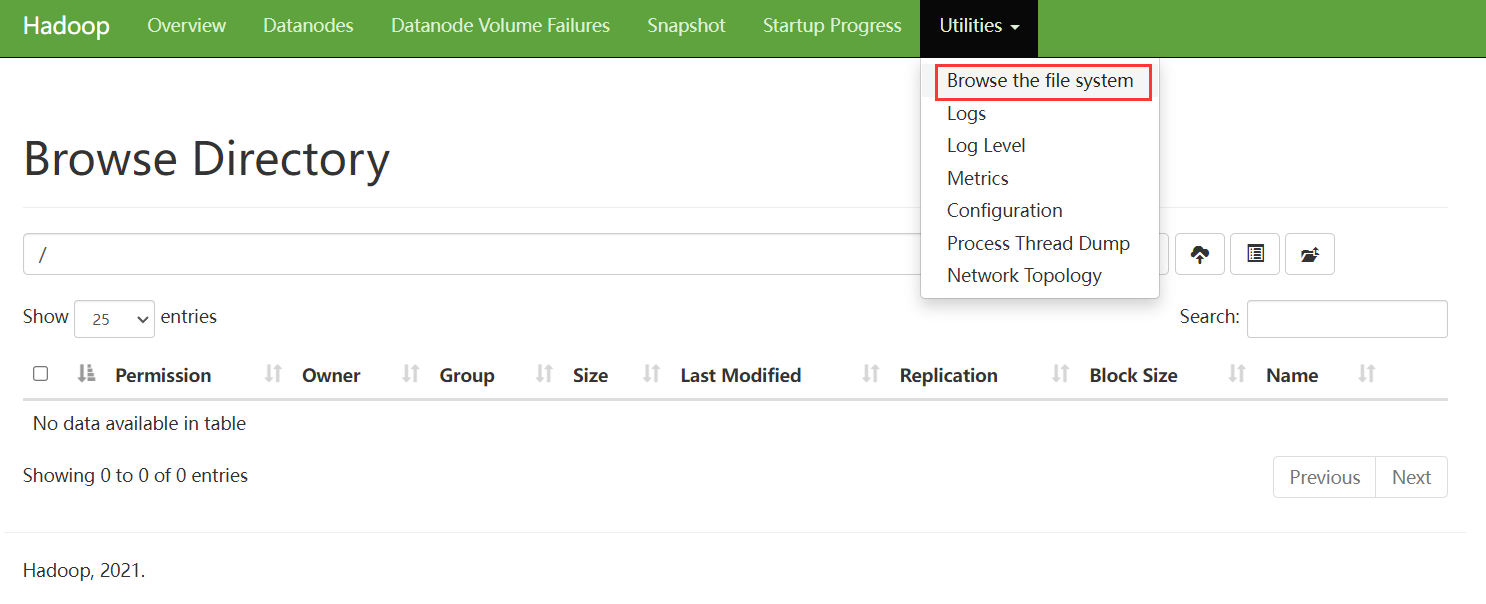 Hadoop Overview Datanodes Datanode Volume Failures Snapshot Startup Progress Utilities
Browse the file system
Logs
Log Level
Metrics
Configuration
Process Thread Dump
Network Topology
Browse Directory
/
Show 25 entries Search:
Permission Owner Group Size Last Modified Replication Block Size Name
No data available in table
Showing 0 to 0 of 0 entries Previous Next
Hadoop, 2021.